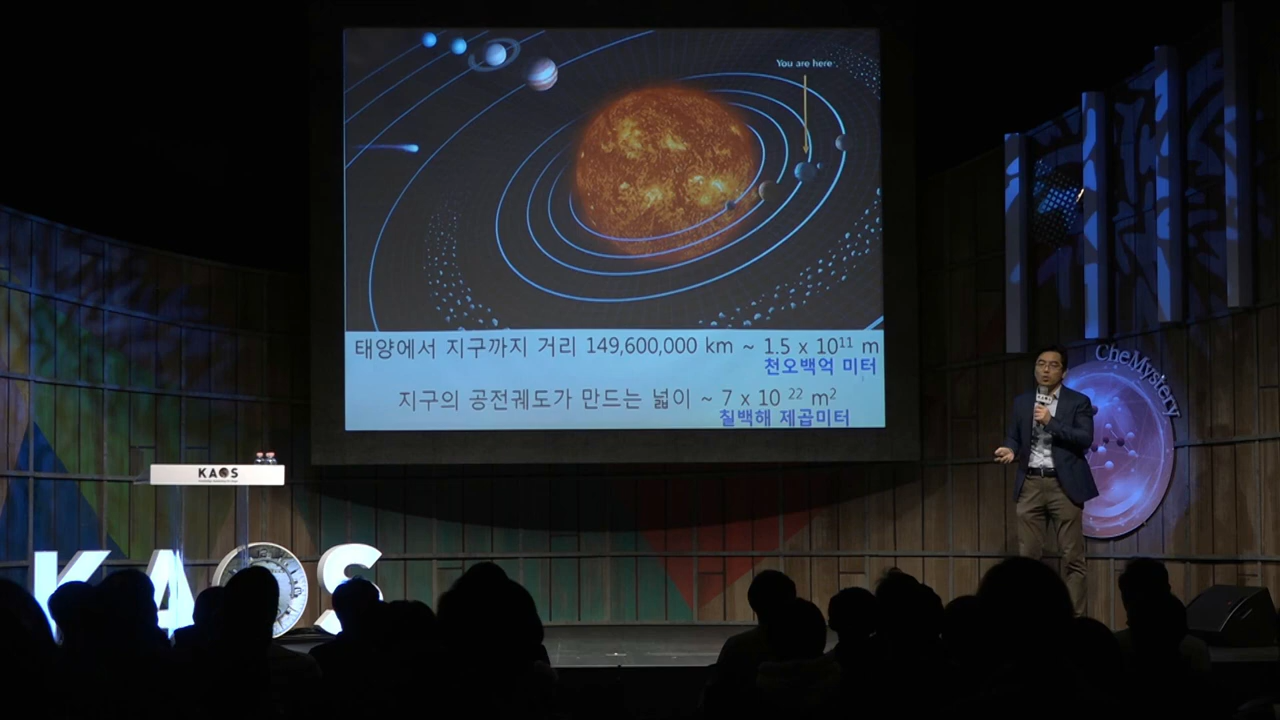 You are here
태양에서 지구까지 거리 149,600,000 km ~ 1.5 x 10¹¹ m
천오백억 미터
지구의 공전궤도가 만드는 넓이 ~ 7 x 10 ²² m²
칠백해 제곱미터
CheMystery
KAOS
KAOS